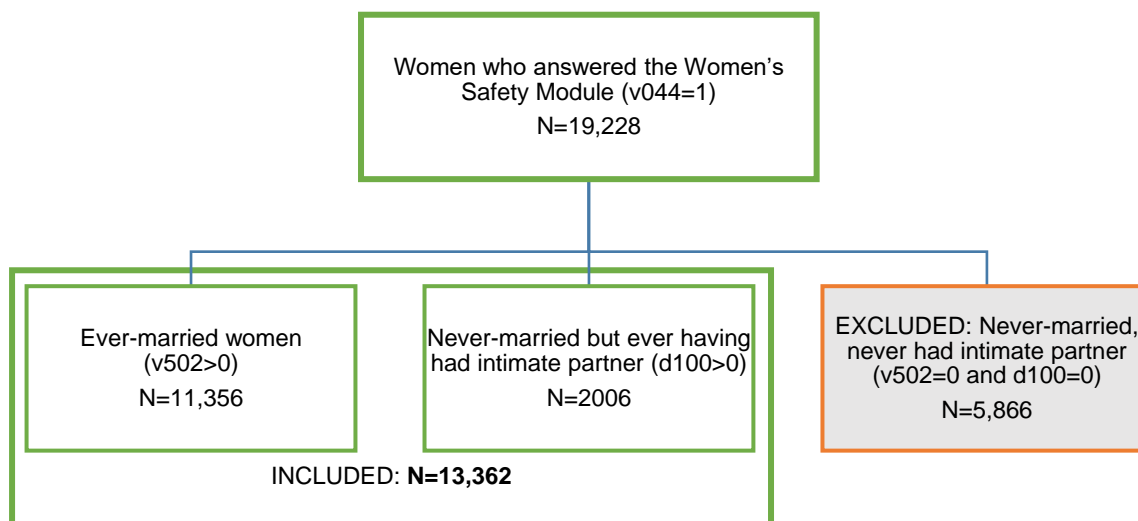 Women who answered the Women's
Safety Module (v044=1)
N=19,228
Ever-married women
(v502>0)
N=11,356
Never-married but ever having
had intimate partner (d100>0)
N=2006
EXCLUDED: Never-married,
never had intimate partner
(v502=0 and d100=0)
N=5,866
INCLUDED: N=13,362